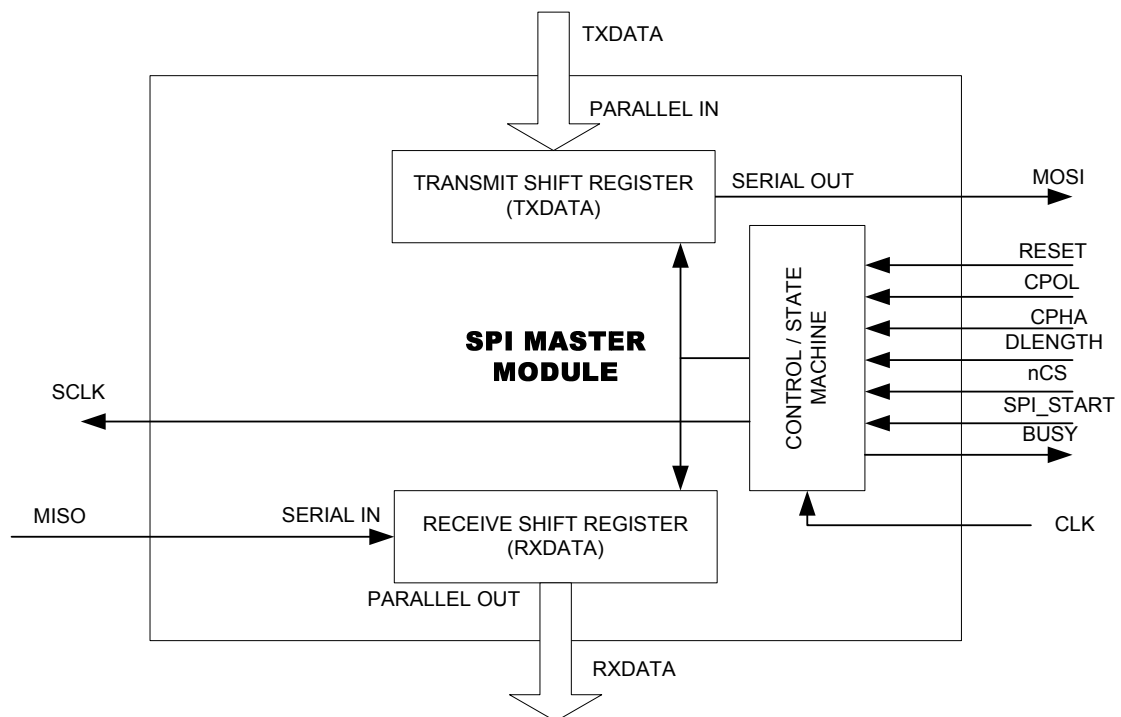 TXDATA
PARALLEL IN
TRANSMIT SHIFT REGISTER
(TXDATA)
SERIAL OUT
MOSI
RESET
CPOL
CPHA
DLENGTH
nCS
SPI_START
BUSY
CONTROL / STATE
MACHINE
SPI MASTER
MODULE
SCLK
MISO
SERIAL IN
RECEIVE SHIFT REGISTER
(RXDATA)
CLK
PARALLEL OUT
RXDATA